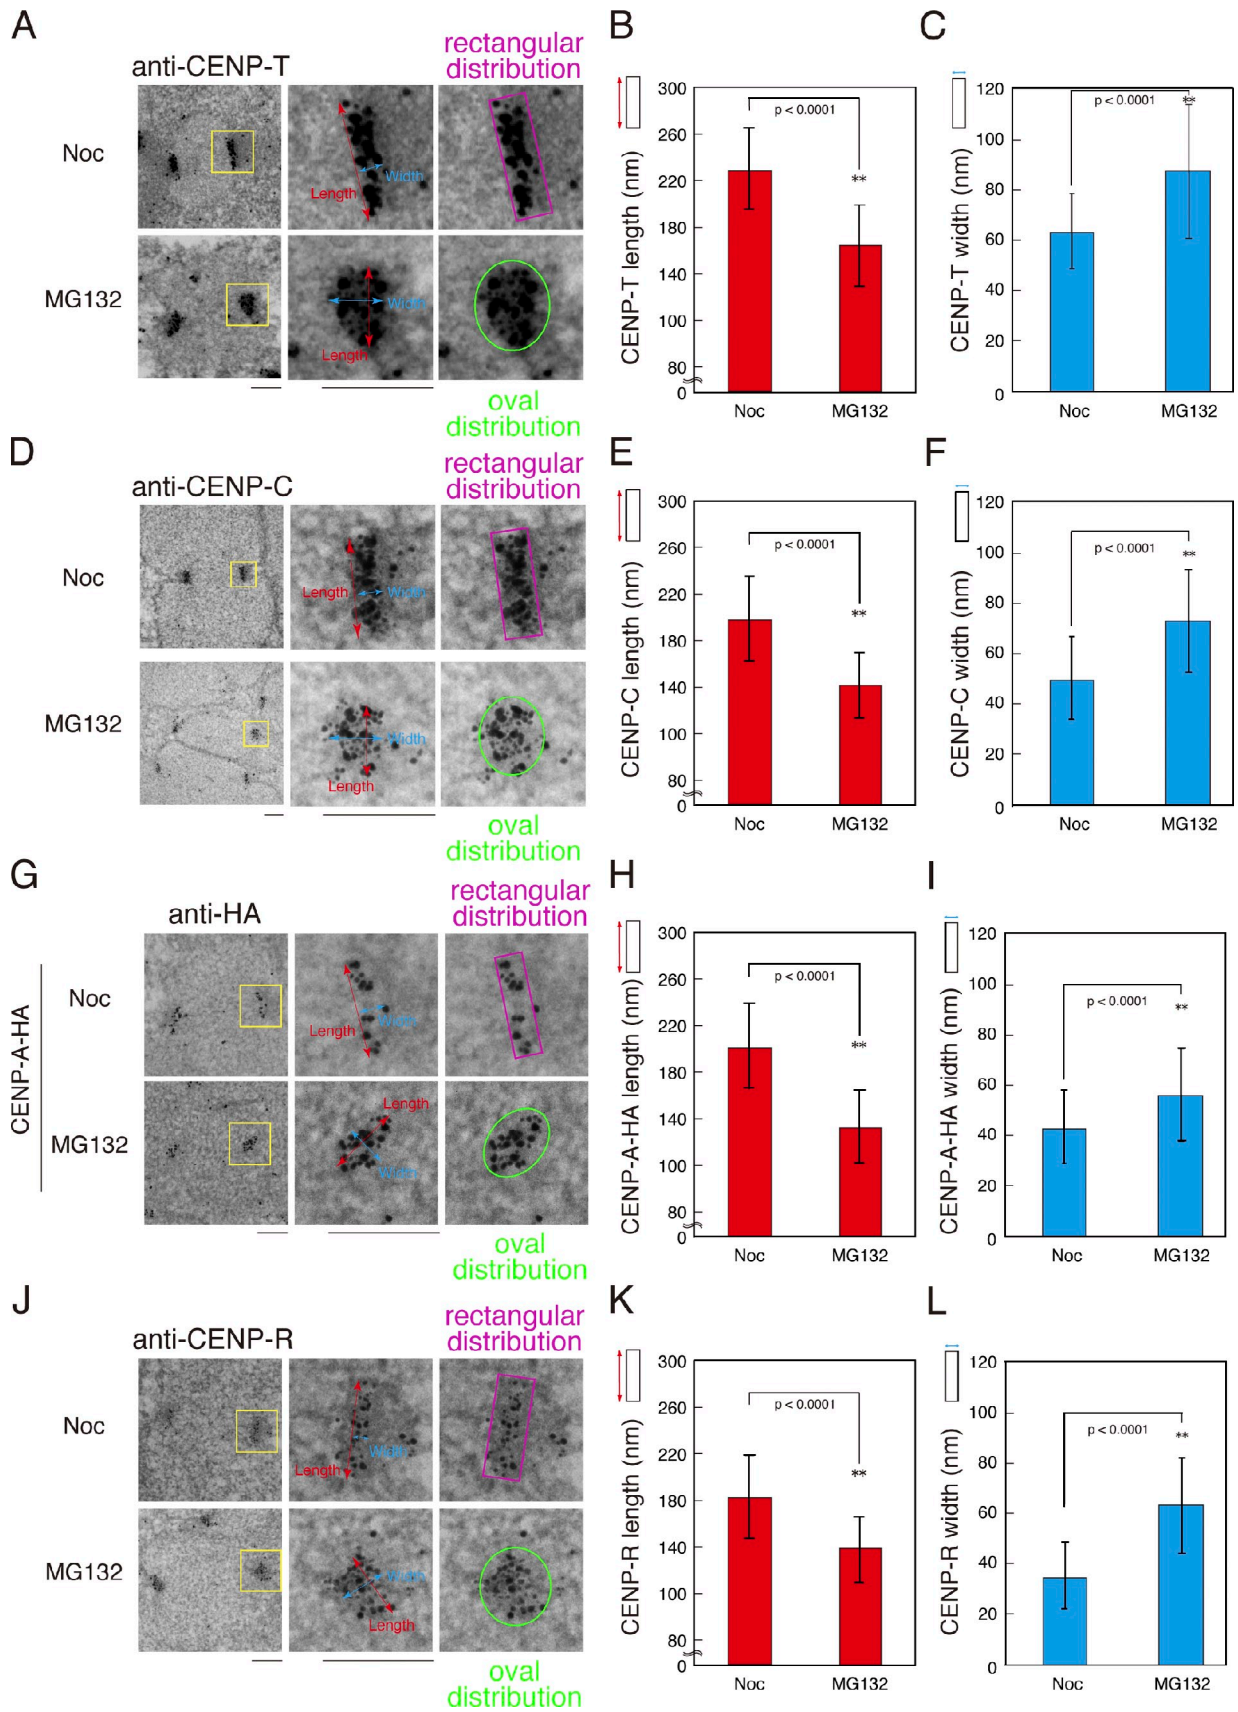 A
anti-CENP-T
rectangular
distribution
Noc
Length
Width
MG132
Width
Length
oval
distribution
B
CENP-T length (nm)
300
260
220
180
140
100
80
0
p < 0.0001
**
Noc
MG132
C
CENP-T width (nm)
120
100
80
60
40
20
0
p < 0.0001
**
Noc
MG132
D
anti-CENP-C
rectangular
distribution
Noc
Length
Width
MG132
Width
Length
oval
distribution
E
CENP-C length (nm)
300
260
220
180
140
100
80
0
p < 0.0001
**
Noc
MG132
F
CENP-C width (nm)
120
100
80
60
40
20
0
p < 0.0001
**
Noc
MG132
G
anti-HA
rectangular
distribution
CENP-A-HA
Noc
Length
Width
MG132
Length
Width
oval
distribution
H
CENP-A-HA length (nm)
300
260
220
180
140
100
80
0
p < 0.0001
**
Noc
MG132
I
CENP-A-HA width (nm)
120
100
80
60
40
20
0
p < 0.0001
**
Noc
MG132
J
anti-CENP-R
rectangular
distribution
Noc
Width
Length
MG132
Width
Length
oval
distribution
K
CENP-R length (nm)
300
260
220
180
140
100
80
0
p < 0.0001
**
Noc
MG132
L
CENP-R width (nm)
120
100
80
60
40
20
0
p < 0.0001
**
Noc
MG132